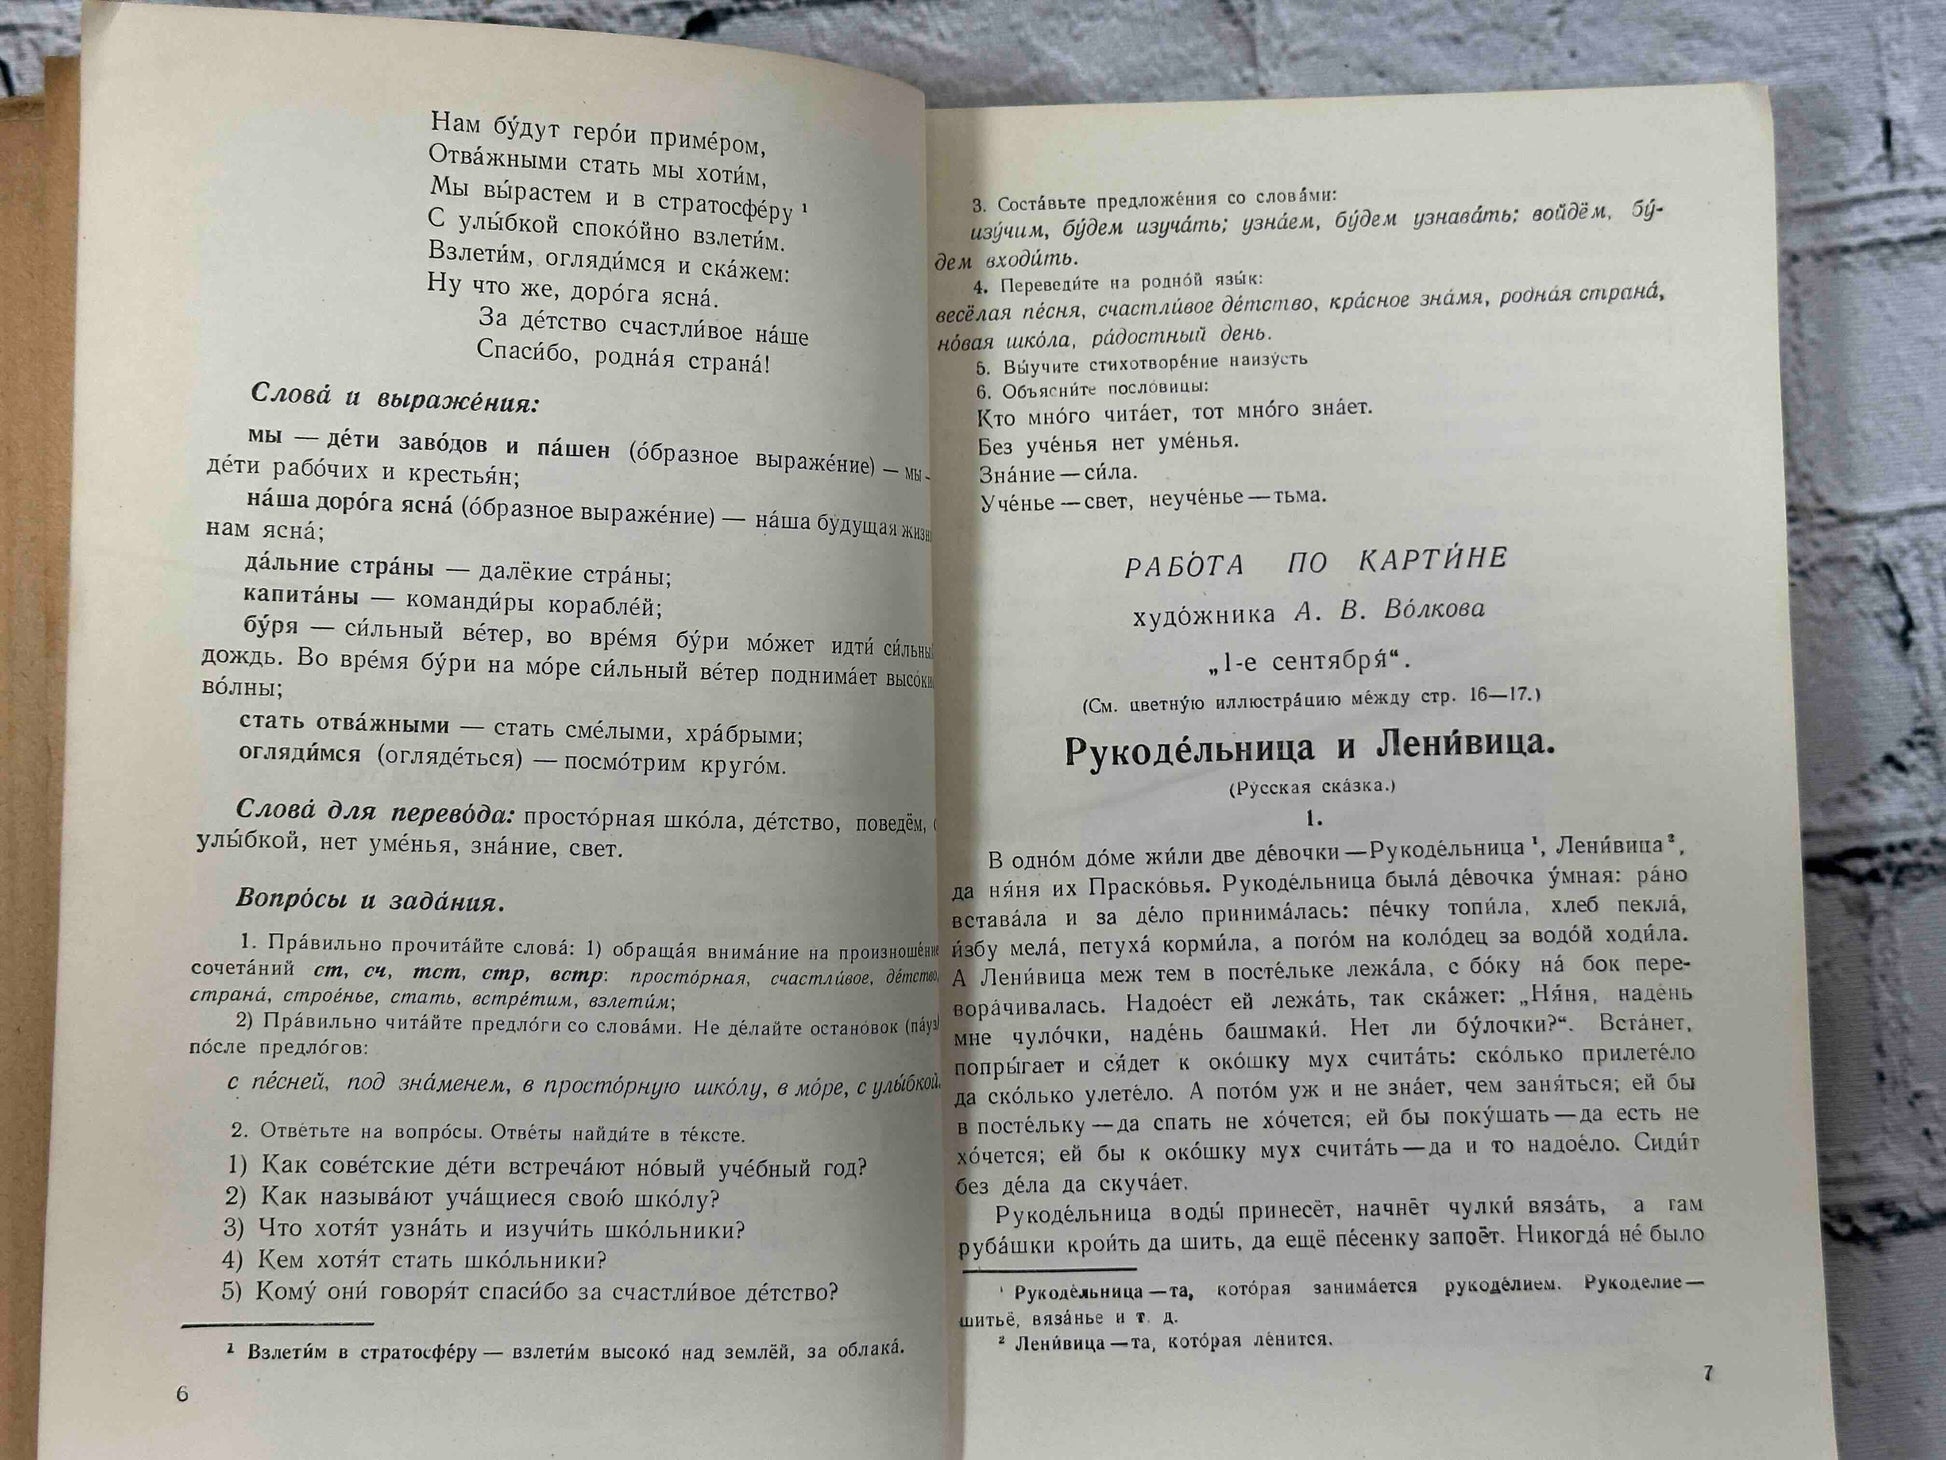 Нам бу́дут геро́и приме́ром,
Отва́жными стать мы хоти́м,
Мы вы́растем и в стратосфе́ру ¹
С улы́бкой споко́йно взлети́м.
Взлети́м, огляди́мся и ска́жем:
Ну что же, доро́га ясна́.
За де́тство счастли́вое на́ше
Спаси́бо, родна́я страна́!
Слова́ и выраже́ния:
мы — де́ти заво́дов и па́шен (о́бразное выраже́ние) — мы —
де́ти рабо́чих и крестья́н;
на́ша доро́га ясна́ (о́бразное выраже́ние) — на́ша бу́дущая
нам ясна́;
да́льние стра́ны — далёкие стра́ны;
капита́ны — команди́ры корабле́й;
бу́ря — си́льный ве́тер, во вре́мя бу́ри мо́жет идти́ си́льный
дождь. Во вре́мя бу́ри на мо́ре си́льный ве́тер поднима́ет
во́лны;
стать отва́жными — стать сме́лыми, хра́брыми;
огляди́мся (огляде́ться) — посмо́трим круго́м.
Слова́ для перево́да: просто́рная шко́ла, де́тство, поведём,
улы́бкой, нет уме́нья, зна́ние, свет.
Вопро́сы и зада́ния.
1. Пра́вильно прочита́йте слова́: 1) обраща́я внима́ние на произноше́ние
сочета́ний ст, сч, тст, стр, встр: просто́рная, счастли́вое, де́тство,
страна́, строе́нье, стать, встре́тим, взлети́м;
2) Пра́вильно чита́йте предло́ги со слова́ми. Не де́лайте остано́вок (па́уз)
по́сле предло́гов:
с пе́сней, под зна́менем, в просто́рную шко́лу, в мо́ре, с улы́бкой.
2. Отве́тьте на вопро́сы. Отве́ты найди́те в те́ксте.
1) Как сове́тские де́ти встреча́ют но́вый уче́бный год?
2) Как называ́ют уча́щиеся свою́ шко́лу?
3) Что хотя́т узна́ть и изучи́ть шко́льники?
4) Кем хотя́т стать шко́льники?
5) Кому́ они́ говоря́т спаси́бо за счастли́вое де́тство?
¹ Взлети́м в стратосфе́ру — взлети́м высоко́ над землёй, за облака́.
6
3. Соста́вьте предложе́ния со слова́ми:
изу́чим, бу́дем изуча́ть; узна́ем, бу́дем узнава́ть; войдём, бу́-
дем входи́ть.
4. Переведи́те на родно́й язы́к:
весёлая пе́сня, счастли́вое де́тство, кра́сное зна́мя, родна́я страна́,
но́вая шко́ла, ра́достный день.
5. Вы́учите стихотворе́ние наизу́сть
6. Объясни́те посло́вицы:
Кто мно́го чита́ет, тот мно́го зна́ет.
Без уче́нья нет уме́нья.
Зна́ние — си́ла.
Уче́нье — свет, неуче́нье — тьма.
РАБО́ТА ПО КАРТИ́НЕ
худо́жника А. В. Во́лкова
„1-е сентября́“.
(См. цветну́ю иллюстра́цию ме́жду стр. 16—17.)
Рукоде́льница и Лени́вица.
(Ру́сская ска́зка.)
1.
В одно́м до́ме жи́ли две де́вочки — Рукоде́льница ¹, Лени́вица ²,
да ня́ня их Праско́вья. Рукоде́льница была́ де́вочка у́мная: ра́но
встава́ла и за де́ло принима́лась: пе́чку топи́ла, хлеб пекла́,
и́збу мела́, петуха́ корми́ла, а пото́м на коло́дец за водо́й ходи́ла.
А Лени́вица меж тем в посте́льке лежа́ла, с бо́ку на́ бок пере-
вора́чивалась. Надое́ст ей лежа́ть, так ска́жет: „Ня́ня, наде́нь
мне чуло́чки, наде́нь башмаки́. Нет ли бу́лочки?“. Вста́нет,
попры́гает и ся́дет к око́шку мух счита́ть: ско́лько прилете́ло
да ско́лько улете́ло. А пото́м уж и не зна́ет, чем заня́ться; ей бы
в посте́льку — да спать не хо́чется; ей бы поку́шать — да есть не
хо́чется; ей бы к око́шку мух счита́ть — да и то надое́ло. Сиди́т
без де́ла да скуча́ет.
Рукоде́льница воды́ принесёт, начнёт чулки́ вяза́ть, а там
руба́шки крои́ть да шить, да ещё пе́сенку запоёт. Никогда́ не́ было
¹ Рукоде́льница — та, кото́рая занима́ется рукоде́лием. Рукоделие —
шитьё, вяза́нье и т. д.
² Лени́вица — та, кото́рая ле́нится.
7